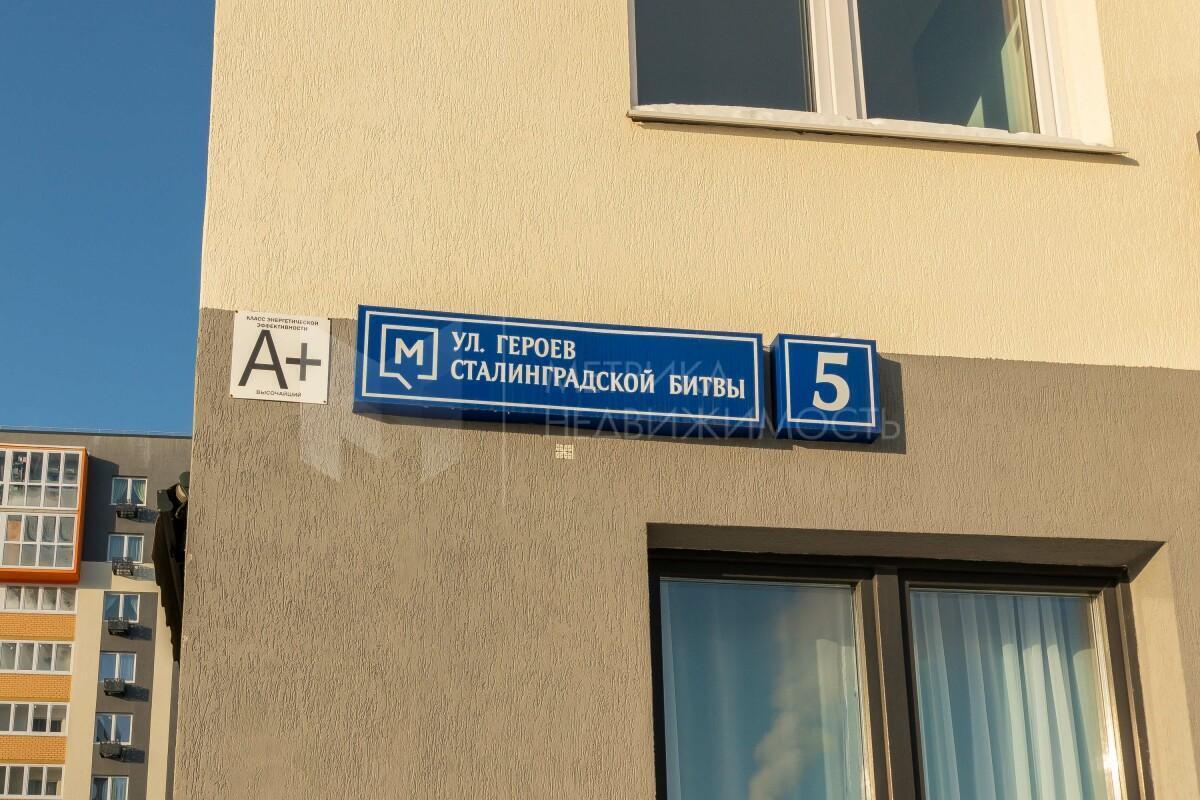 КЛАСС ЭНЕРГЕТИЧЕСКОЙ
ЭФФЕКТИВНОСТИ
A+
ВЫСОЧАЙШИЙ
М
УЛ. ГЕРОЕВ
СТАЛИНГРАДСКОЙ БИТВЫ
5
МЕТРИКА
НЕДВИЖИМОСТЬ